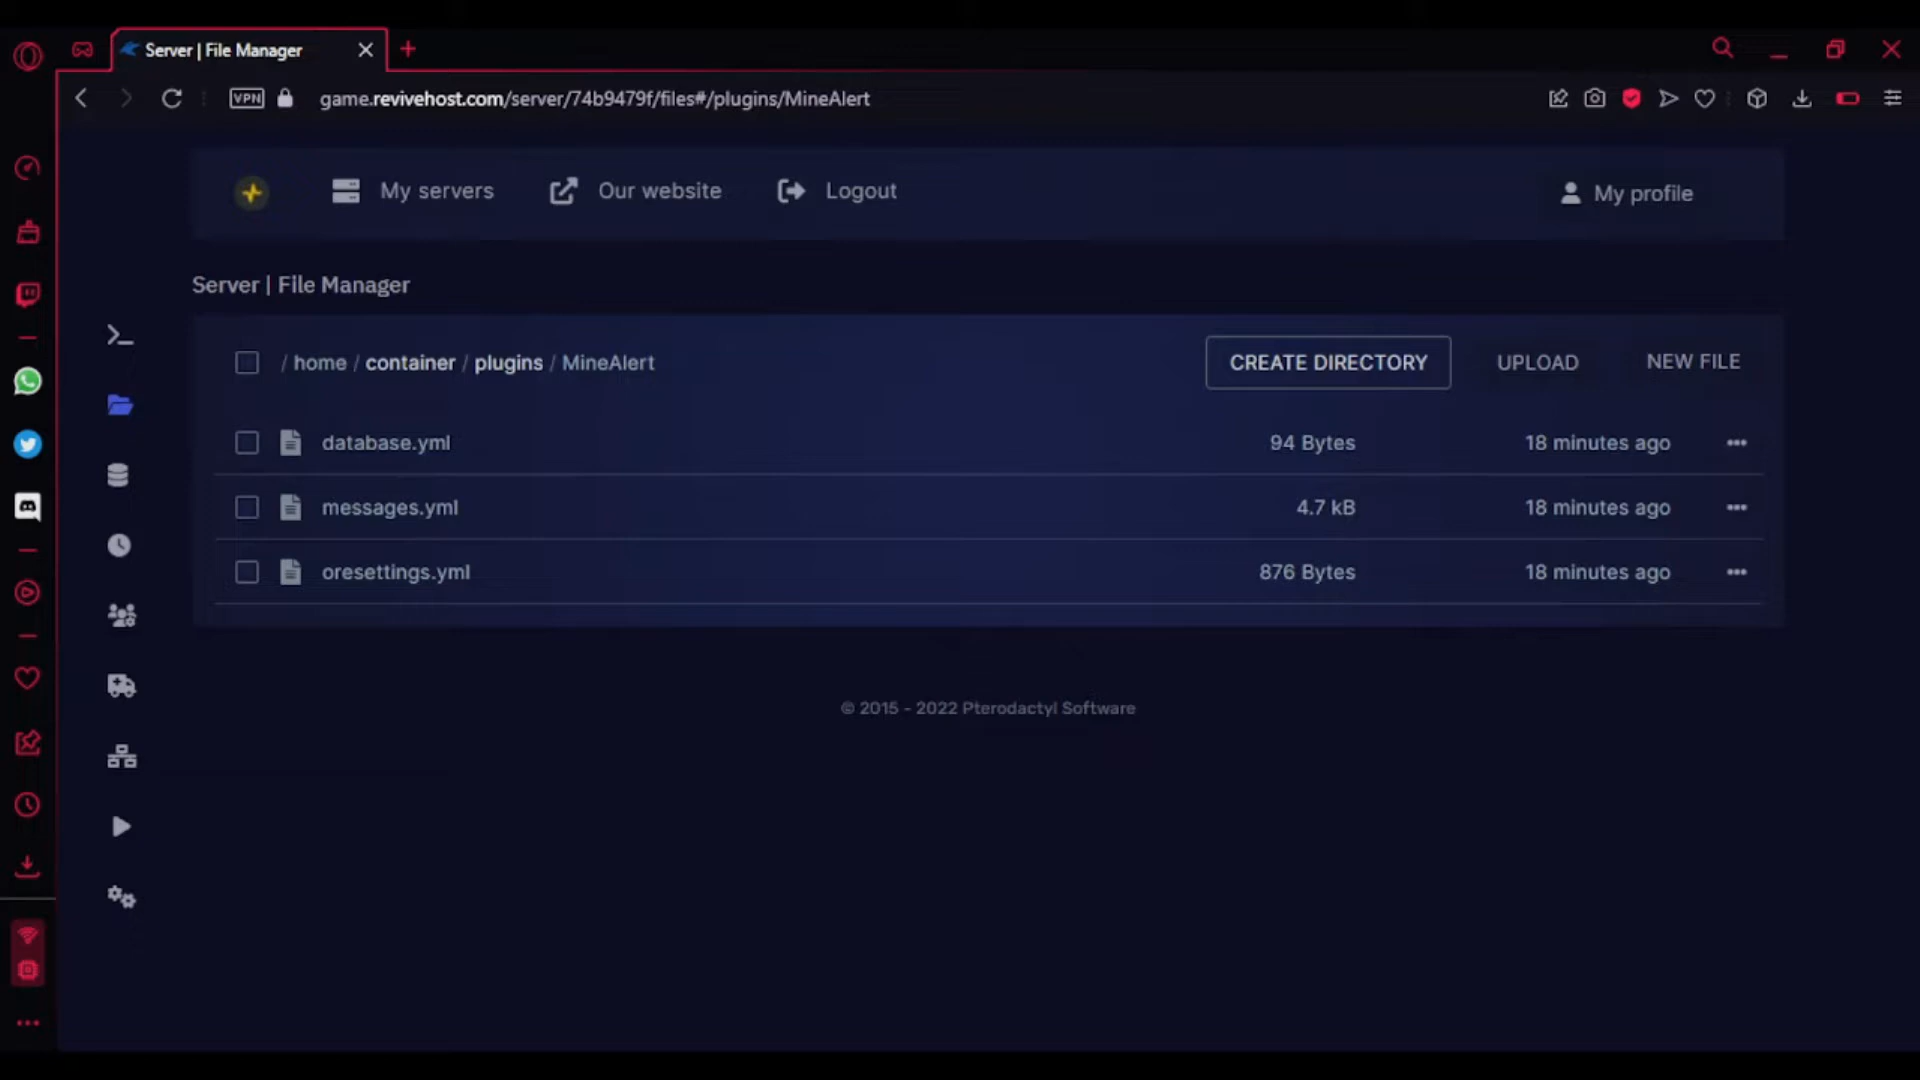 Server | File Manager
VPN
game.revivehost.com/server/74b9479f/files#/plugins/MineAlert
My servers
Our website
Logout
My profile
Server | File Manager
/ home / container / plugins / MineAlert
CREATE DIRECTORY
UPLOAD
NEW FILE
database.yml
94 Bytes
18 minutes ago
messages.yml
4.7 kB
18 minutes ago
oresettings.yml
876 Bytes
18 minutes ago
© 2015 - 2022 Pterodactyl Software